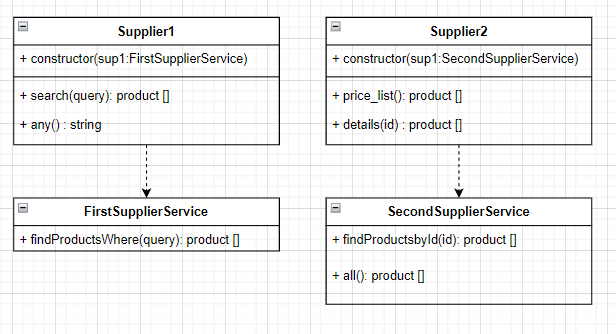 Supplier1
+ constructor(sup1:FirstSupplierService)
+ search(query): product []
+ any() : string
FirstSupplierService
+ findProductsWhere(query): product []
Supplier2
+ constructor(sup1:SecondSupplierService)
+ price_list(): product []
+ details(id) : product []
SecondSupplierService
+ findProductsbyId(id): product []
+ all(): product []